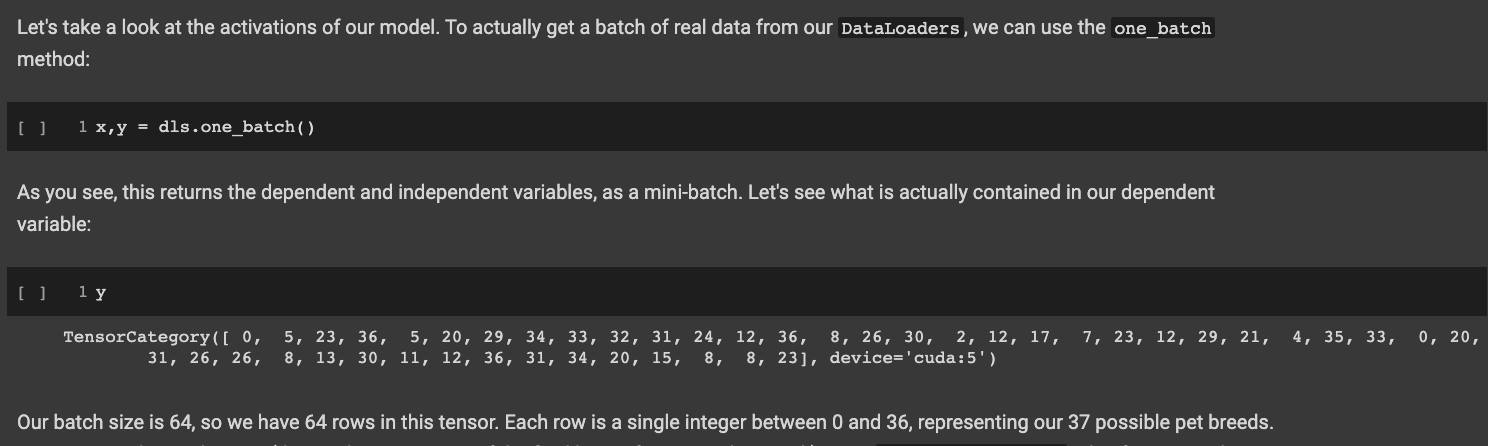 Let's take a look at the activations of our model. To actually get a batch of real data from our DataLoaders, we can use the one_batch
method:
[ ] 1 x,y = dls.one_batch()
As you see, this returns the dependent and independent variables, as a mini-batch. Let's see what is actually contained in our dependent
variable:
[ ] 1 y
TensorCategory([ 0, 5, 23, 36, 5, 20, 29, 34, 33, 32, 31, 24, 12, 36, 8, 26, 30, 2, 12, 17, 7, 23, 12, 29, 21, 4, 35, 33, 0, 20,
31, 26, 26, 8, 13, 30, 11, 12, 36, 31, 34, 20, 15, 8, 8, 23], device='cuda:5')
Our batch size is 64, so we have 64 rows in this tensor. Each row is a single integer between 0 and 36, representing our 37 possible pet breeds.